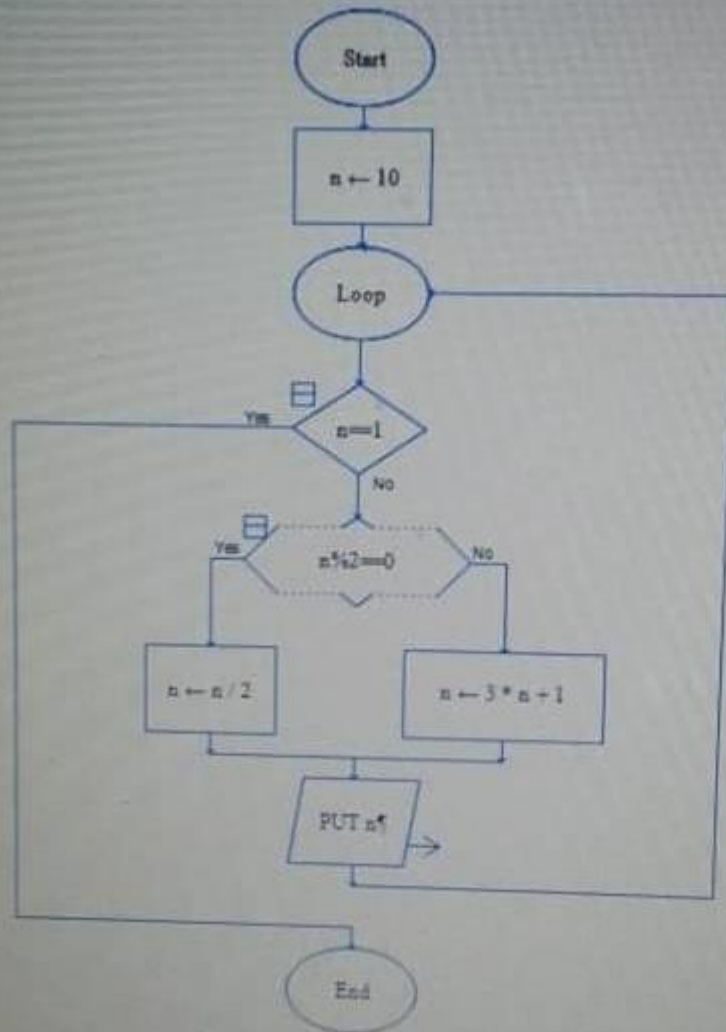 Start
n ← 10
Loop
Yes
n==1
No
Yes
n%2==0
No
n ← n / 2
n ← 3 * n + 1
PUT n¶
End